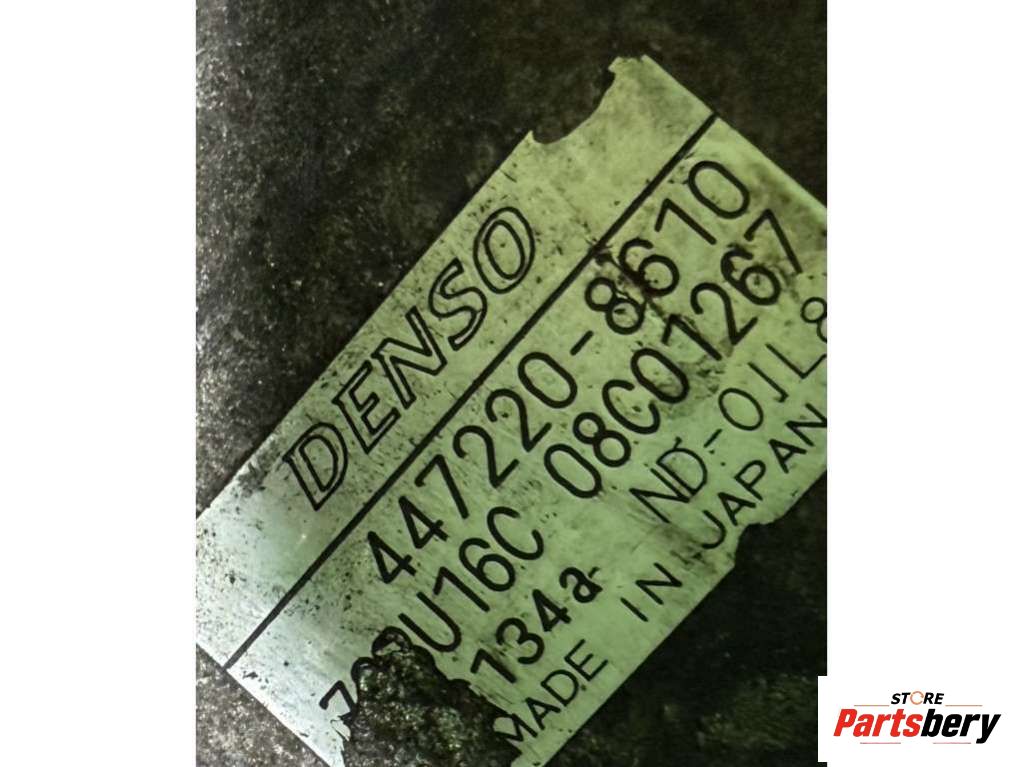 DENSO
447220-8610
U16C 08C01267
134a ND-OIL8
MADE IN JAPAN
STORE
Partsbery